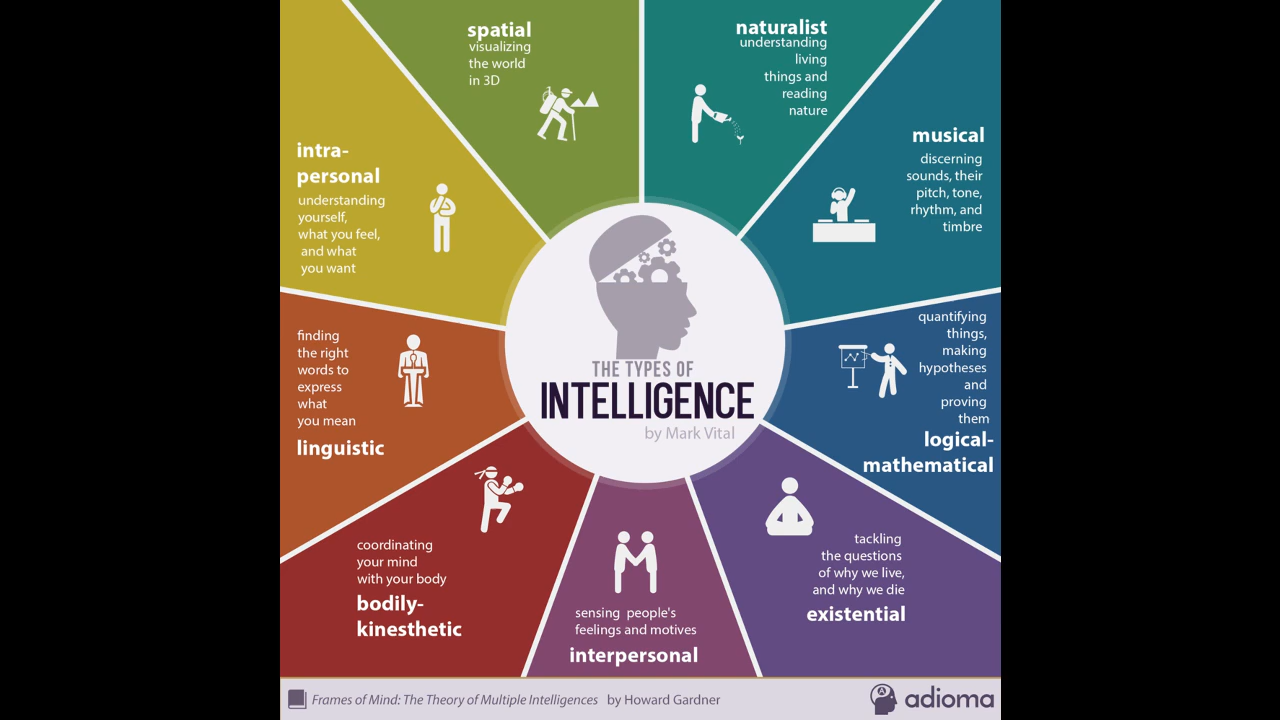 spatial
visualizing
the world
in 3D
naturalist
understanding
living
things and
reading
nature
musical
discerning
sounds, their
pitch, tone,
rhythm, and
timbre
quantifying
things,
making
hypotheses
and
proving
them
logical-
mathematical
tackling
the questions
of why we live,
and why we die
existential
sensing people's
feelings and motives
interpersonal
coordinating
your mind
with your body
bodily-
kinesthetic
finding
the right
words to
express
what
you mean
linguistic
intra-
personal
understanding
yourself,
what you feel,
and what
you want
THE TYPES OF
INTELLIGENCE
by Mark Vital
Frames of Mind: The Theory of Multiple Intelligences by Howard Gardner
adioma